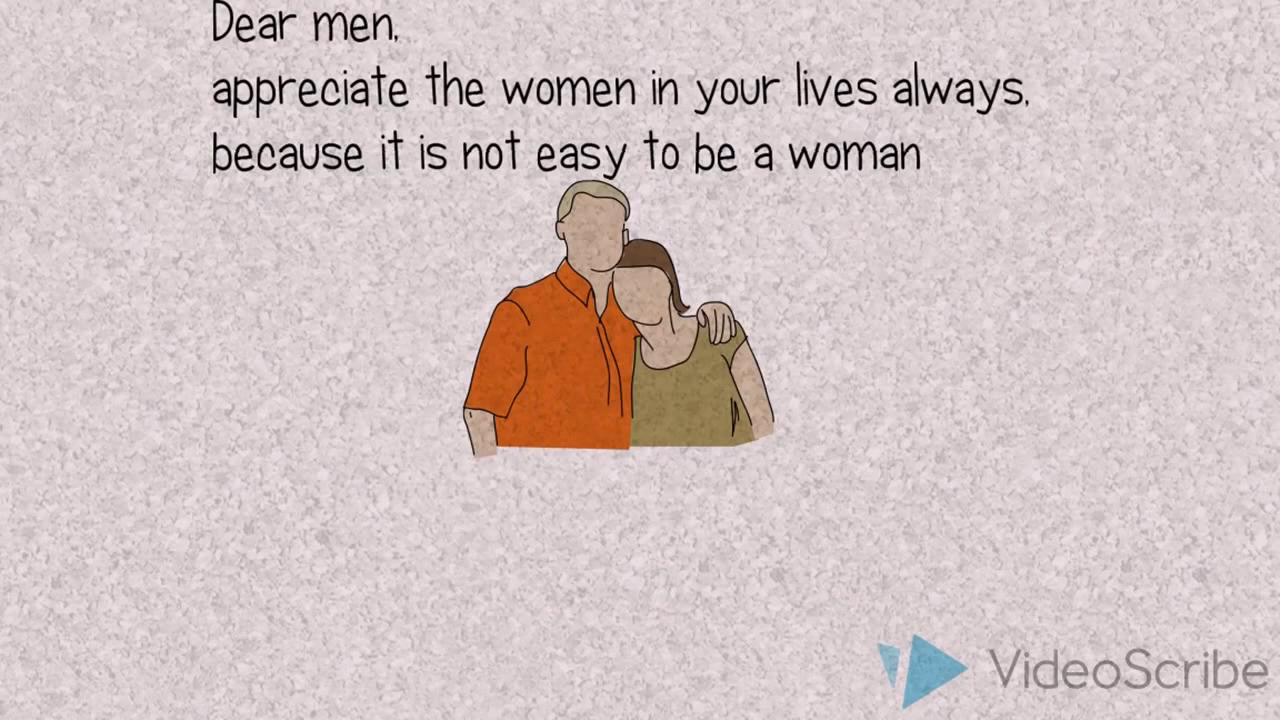 Dear men,
appreciate the women in your lives always,
because it is not easy to be a woman
VideoScribe